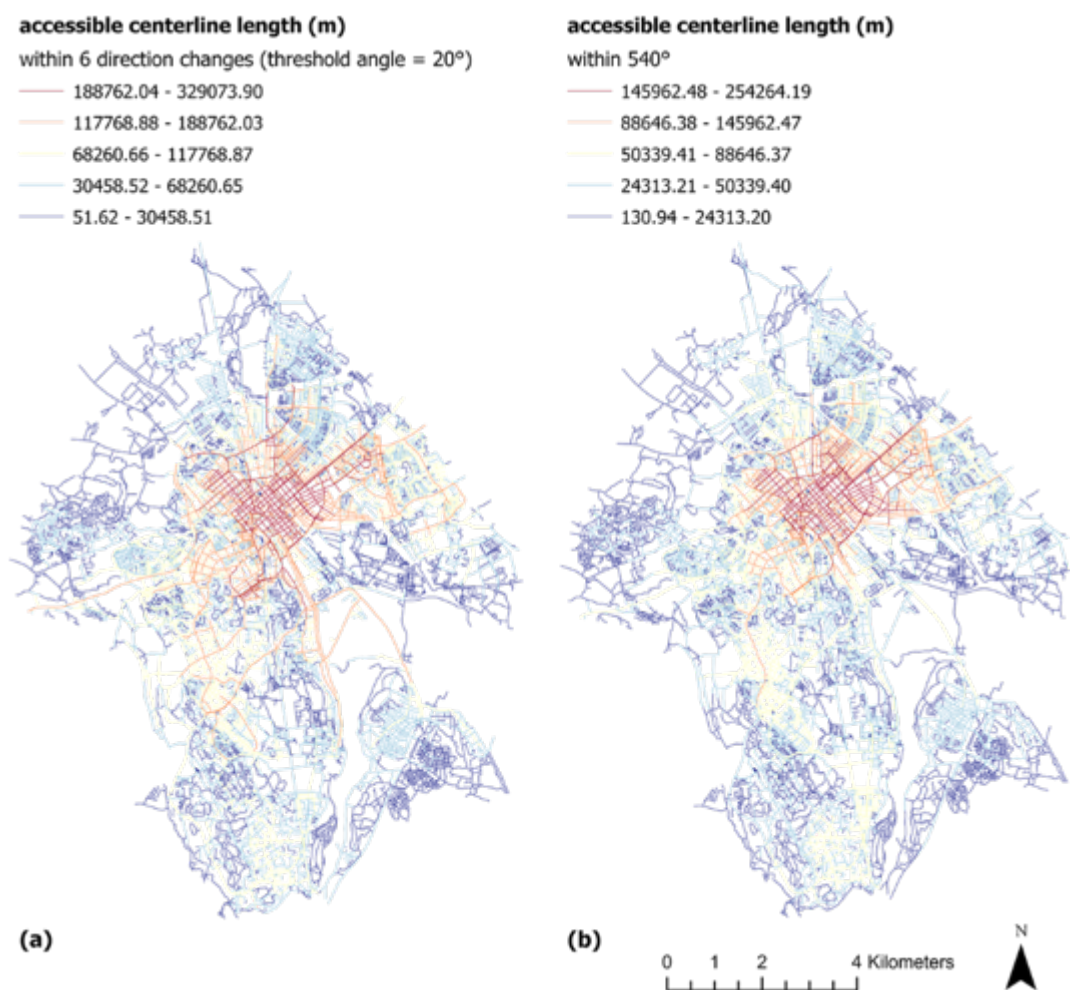 accessible centerline length (m)
within 6 direction changes (threshold angle = 20°)
188762.04 - 329073.90
117768.88 - 188762.03
68260.66 - 117768.87
30458.52 - 68260.65
51.62 - 30458.51
(a)
accessible centerline length (m)
within 540°
145962.48 - 254264.19
88646.38 - 145962.47
50339.41 - 88646.37
24313.21 - 50339.40
130.94 - 24313.20
(b)
0 1 2 4 Kilometers
N